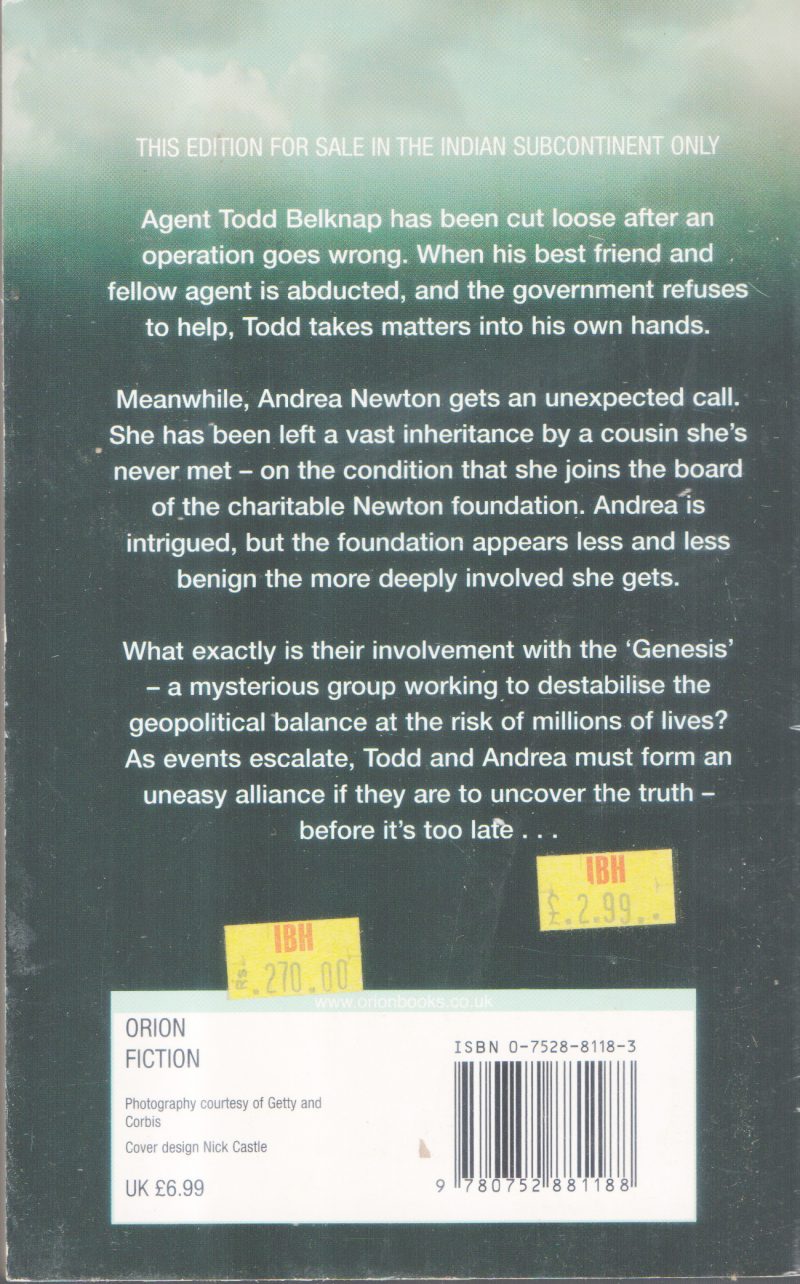 THIS EDITION FOR SALE IN THE INDIAN SUBCONTINENT ONLY
Agent Todd Belknap has been cut loose after an
operation goes wrong. When his best friend and
fellow agent is abducted, and the government refuses
to help, Todd takes matters into his own hands.
Meanwhile, Andrea Newton gets an unexpected call.
She has been left a vast inheritance by a cousin she's
never met – on the condition that she joins the board
of the charitable Newton foundation. Andrea is
intrigued, but the foundation appears less and less
benign the more deeply involved she gets.
What exactly is their involvement with the ‘Genesis’
– a mysterious group working to destabilise the
geopolitical balance at the risk of millions of lives?
As events escalate, Todd and Andrea must form an
uneasy alliance if they are to uncover the truth –
before it's too late . . .
IBH
£.2.99..
IBH
Rs.270.00
www.orionbooks.co.uk
ORION
FICTION
Photography courtesy of Getty and
Corbis
Cover design Nick Castle
UK £6.99
ISBN 0-7528-8118-3
9 780752 881188